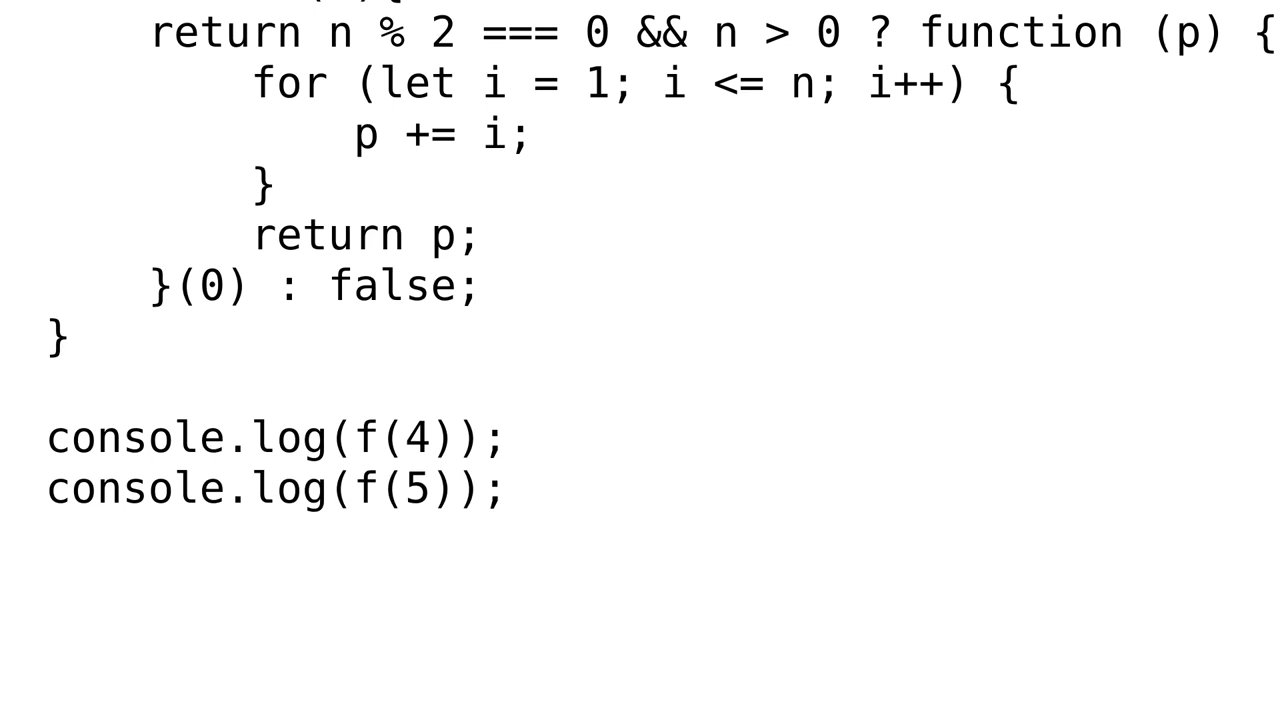 return n % 2 === 0 && n > 0 ? function (p) {
for (let i = 1; i <= n; i++) {
p += i;
}
return p;
}(0) : false;
}
console.log(f(4));
console.log(f(5));